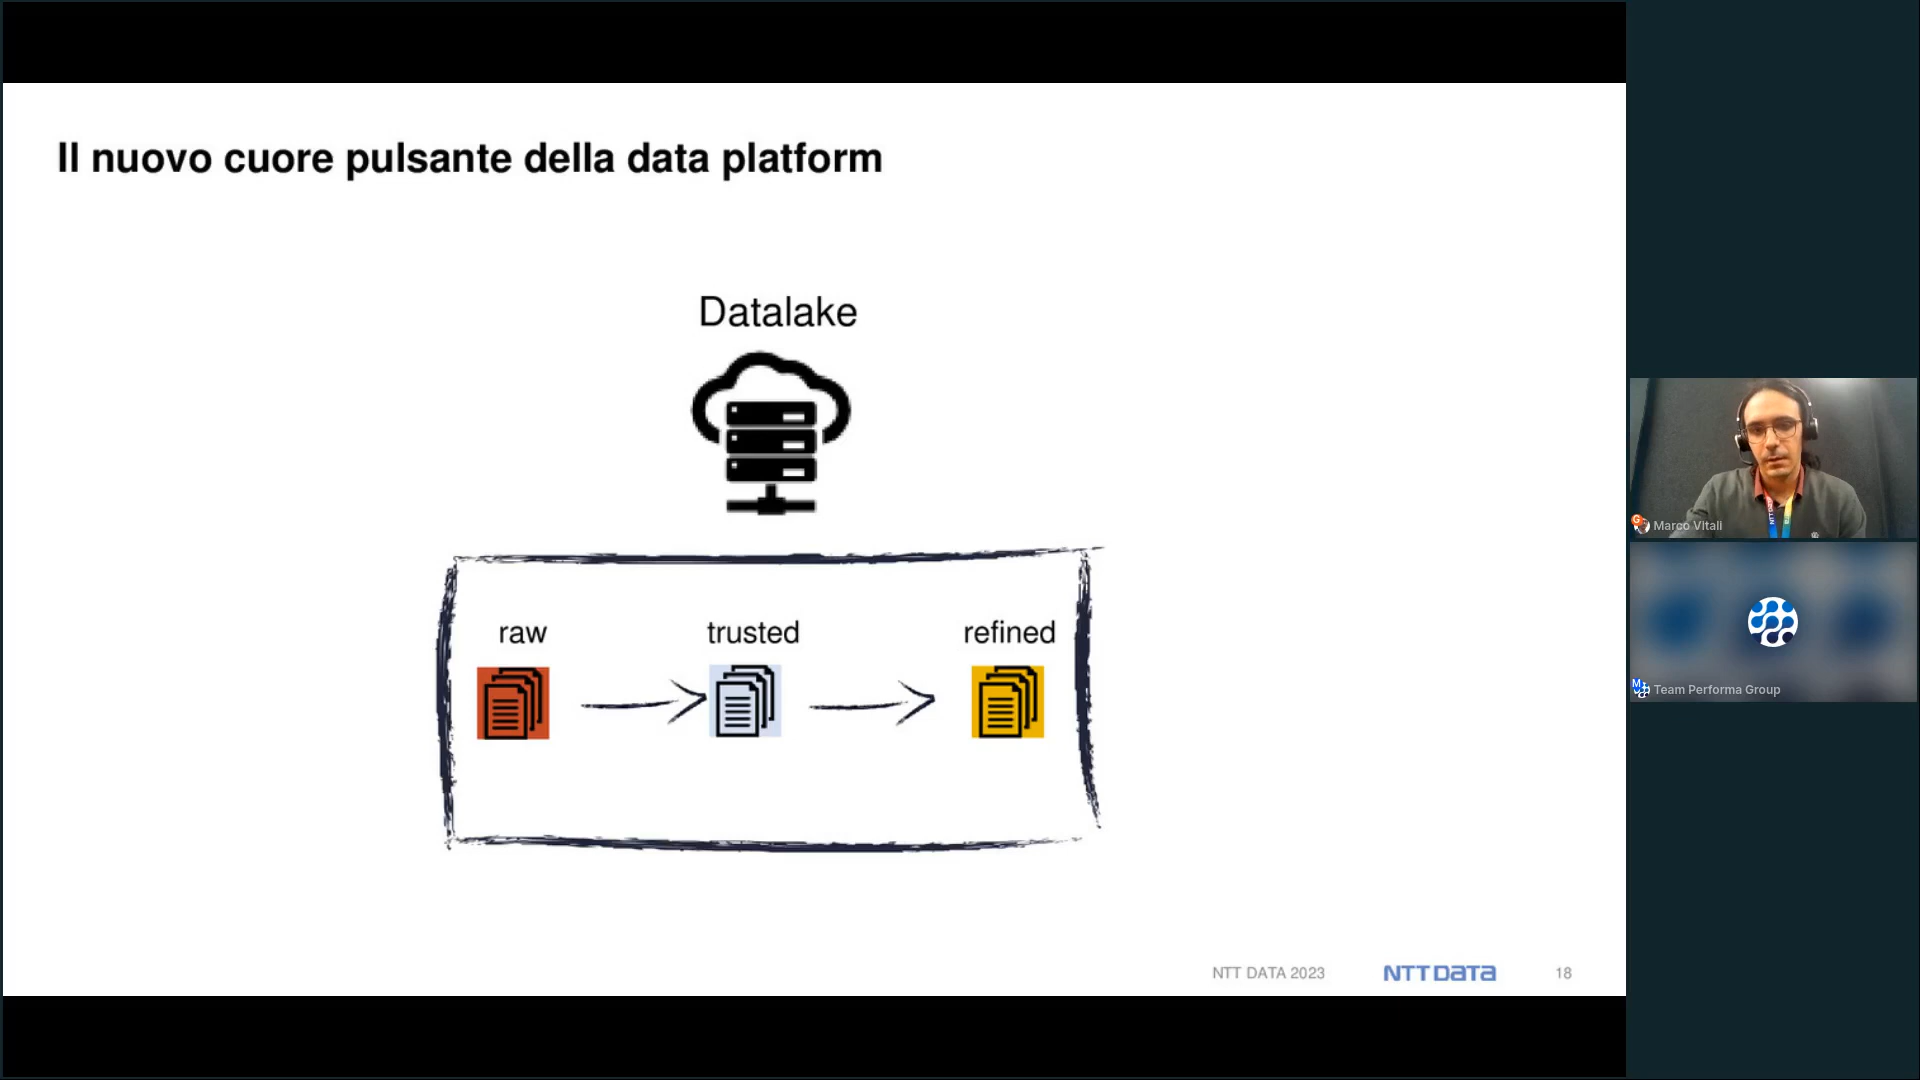 Il nuovo cuore pulsante della data platform
Datalake
raw
trusted
refined
NTT DATA 2023
NTT DATA
18
Marco Vitali
Team Performa Group